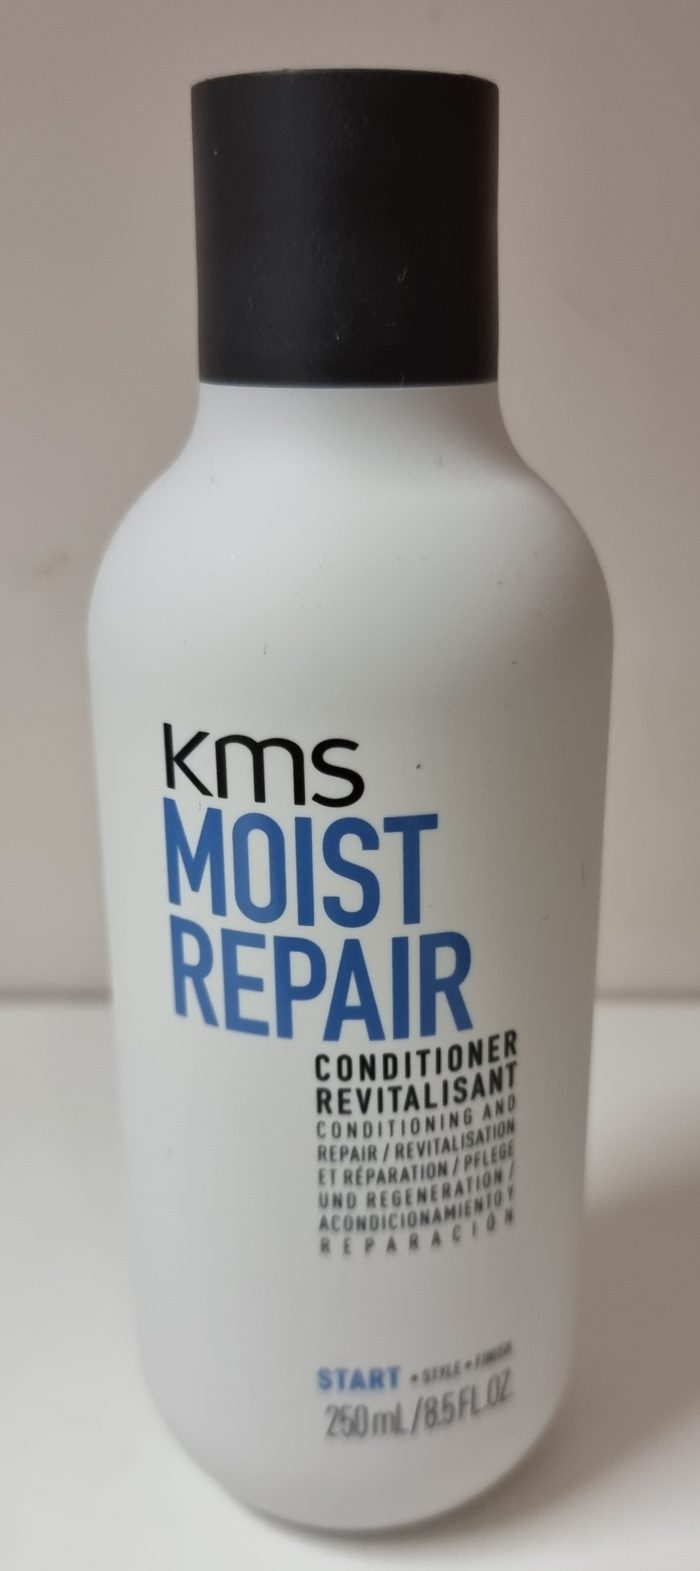 kms
MOIST
REPAIR
CONDITIONER
REVITALISANT
CONDITIONING AND
REPAIR / REVITALISATION
ET RÉPARATION / PFLEGE
UND REGENERATION /
ACONDICIONAMIENTO Y
REPARACIÓN
START • STYLE • FINISH
250 mL/8.5 FL.OZ.